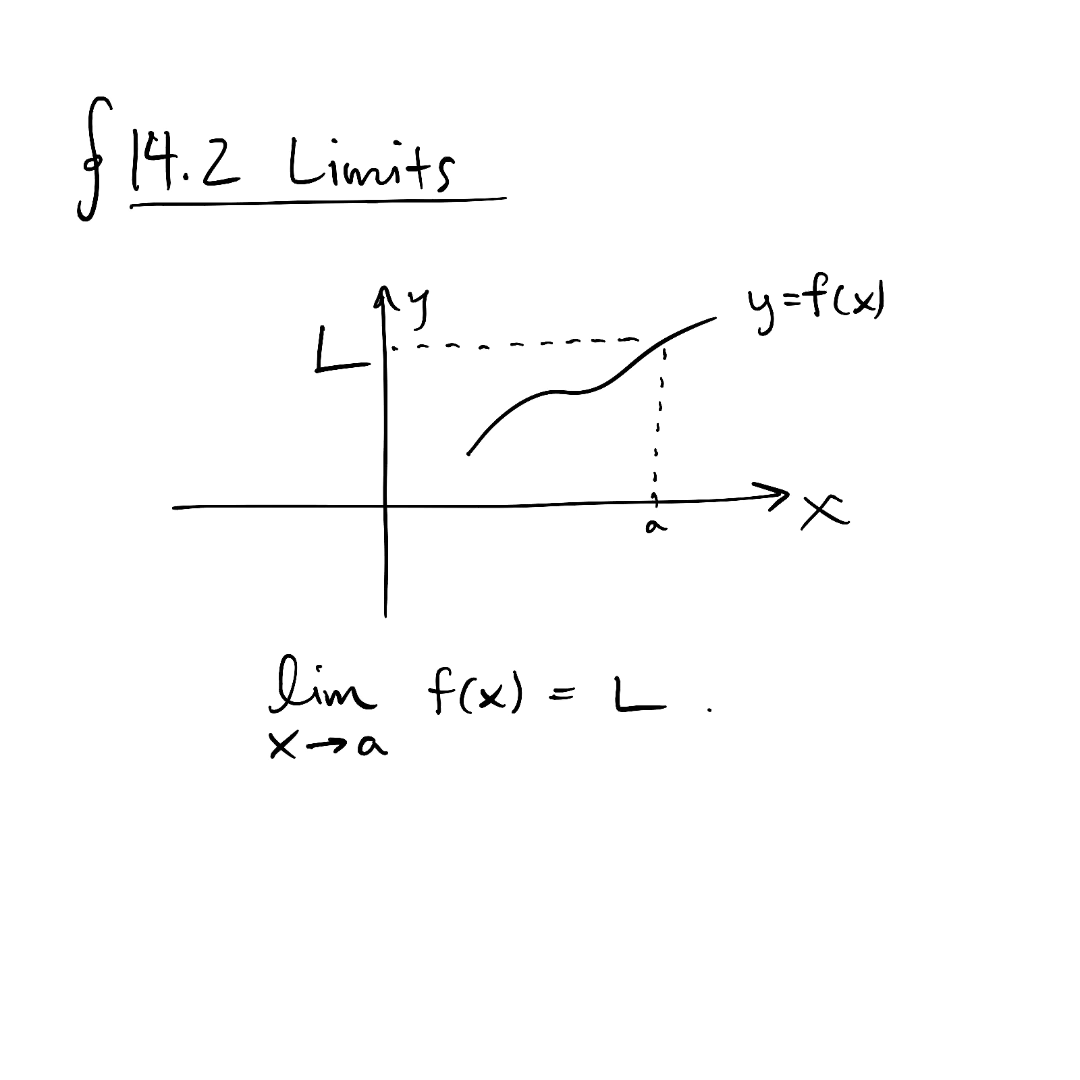 § 14.2 Limits
y
y=f(x)
L
x
a
lim f(x) = L .
x→a